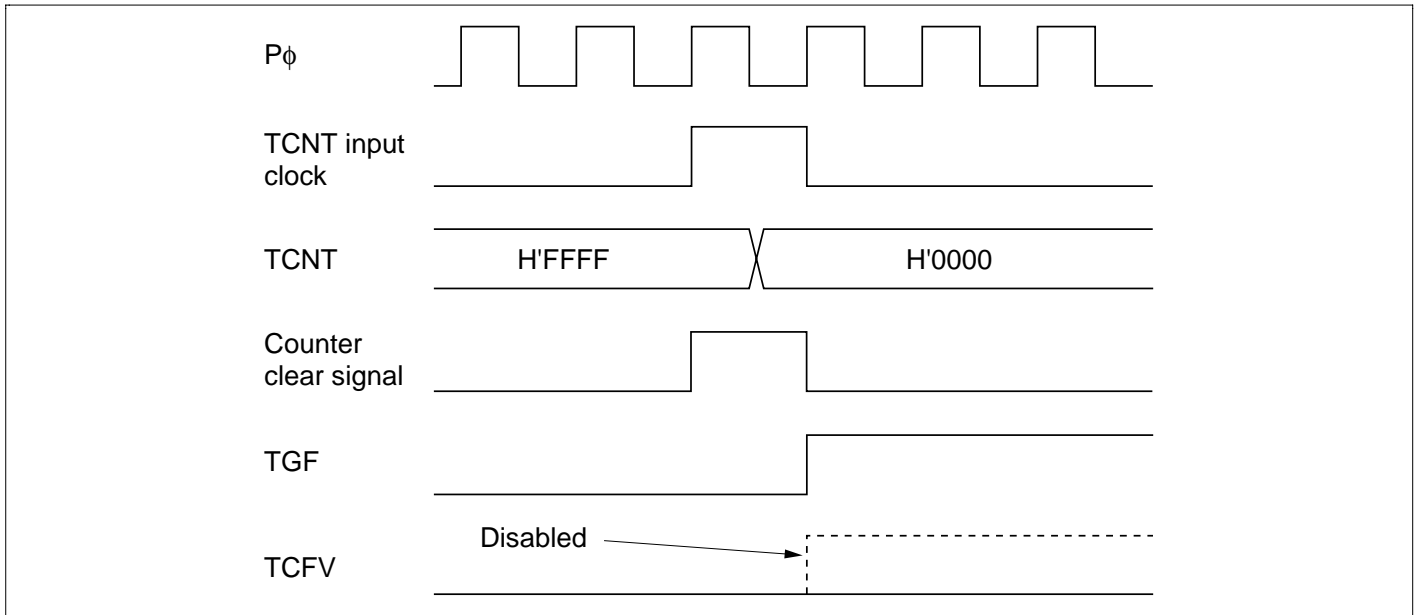 Pϕ
TCNT input
clock
TCNT
H'FFFF
H'0000
Counter
clear signal
TGF
Disabled
TCFV